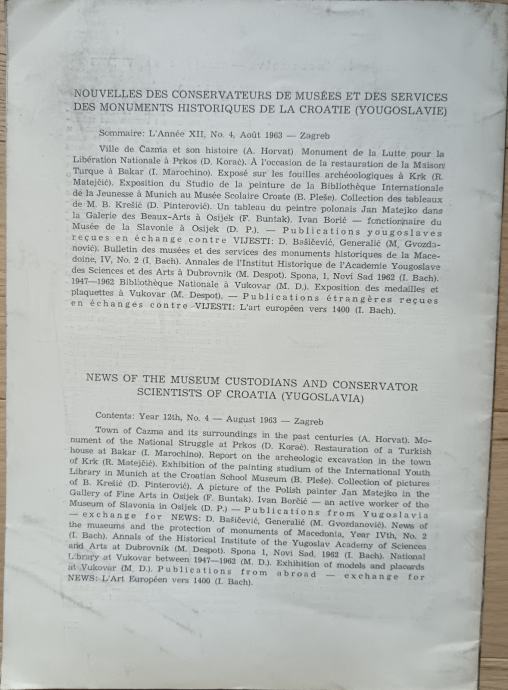 NOUVELLES DES CONSERVATEURS DE MUSÉES ET DES SERVICES
DES MONUMENTS HISTORIQUES DE LA CROATIE (YOUGOSLAVIE)
Sommaire: L'Année XII, No. 4, Août 1963 — Zagreb
Ville de Čazma et son histoire (A. Horvat) Monument de la Lutte pour la
Libération Nationale à Prkos (D. Korać). À l'occasion de la restauration de la Maison
Turque à Bakar (I. Marochino). Exposé sur les fouilles archéologiques à Krk (R.
Matejčić). Exposition du Studio de la peinture de la Bibliothèque Internationale
de la Jeunesse à Munich au Musée Scolaire Croate (B. Pleše). Collection des tableaux
de M. B. Krešić (D. Pinterović). Un tableau du peintre polonais Jan Matejko dans
la Galerie des Beaux-Arts à Osijek (F. Buntak). Ivan Borić — fonctionnaire du
Musée de la Slavonie à Osijek (D. P.). — Publications yougoslaves
reçues en échange contre VIJESTI: D. Bašičević, Generalić (M. Gvozda-
nović). Bulletin des musées et des services des monuments historiques de la Mace-
doine, IV, No. 2 (I. Bach). Annales de l'Institut Historique de l'Academie Yougoslave
des Sciences et des Arts à Dubrovnik (M. Despot). Spona, 1, Novi Sad 1962 (I. Bach).
1947—1962 Bibliothèque Nationale à Vukovar (M. D.). Exposition des medailles et
plaquettes à Vukovar (M. Despot). — Publications étrangères reçues
en échanges contre VIJESTI: L'art européen vers 1400 (I. Bach).
NEWS OF THE MUSEUM CUSTODIANS AND CONSERVATOR
SCIENTISTS OF CROATIA (YUGOSLAVIA)
Contents: Year 12th, No. 4 — August 1963 — Zagreb
Town of Čazma and its surroundings in the past centuries (A. Horvat). Mo-
nument of the National Struggle at Prkos (D. Korać). Restauration of a Turkish
house at Bakar (I. Marochino). Report on the archeologic excavation in the town
of Krk (R. Matejčić). Exhibition of the painting studium of the International Youth
Library in Munich at the Croatian School Museum (B. Pleše). Collection of pictures
of B. Krešić (D. Pinterović). A picture of the Polish painter Jan Matejko in the
Gallery of Fine Arts in Osijek (F. Buntak). Ivan Borčić — an active worker of the
Museum of Slavonia in Osijek (D. P.) — Publications from Yugoslavia
— exchange for NEWS: D. Bašičević, Generalić (M. Gvozdanović). News of
the museums and the protection of monuments of Macedonia, Year IVth, No. 2
(I. Bach). Annals of the Historical Institute of the Yugoslav Academy of Sciences
and Arts at Dubrovnik (M. Despot). Spona 1, Novi Sad, 1962 (I. Bach). National
Library at Vukovar between 1947—1962 (M. D.). Exhibition of models and placards
at Vukovar (M. D.). Publications from abroad — exchange for
NEWS: L'Art Européen vers 1400 (I. Bach).